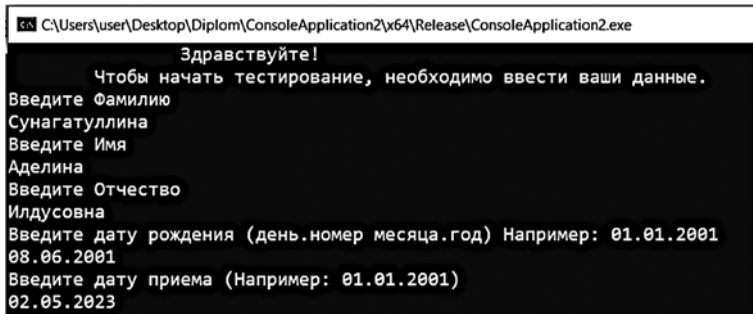 C:\Users\user\Desktop\Diplom\ConsoleApplication2\x64\Release\ConsoleApplication2.exe
Здравствуйте!
Чтобы начать тестирование, необходимо ввести ваши данные.
Введите Фамилию
Сунагатуллина
Введите Имя
Аделина
Введите Отчество
Илдусовна
Введите дату рождения (день.номер месяца.год) Например: 01.01.2001
08.06.2001
Введите дату приема (Например: 01.01.2001)
02.05.2023